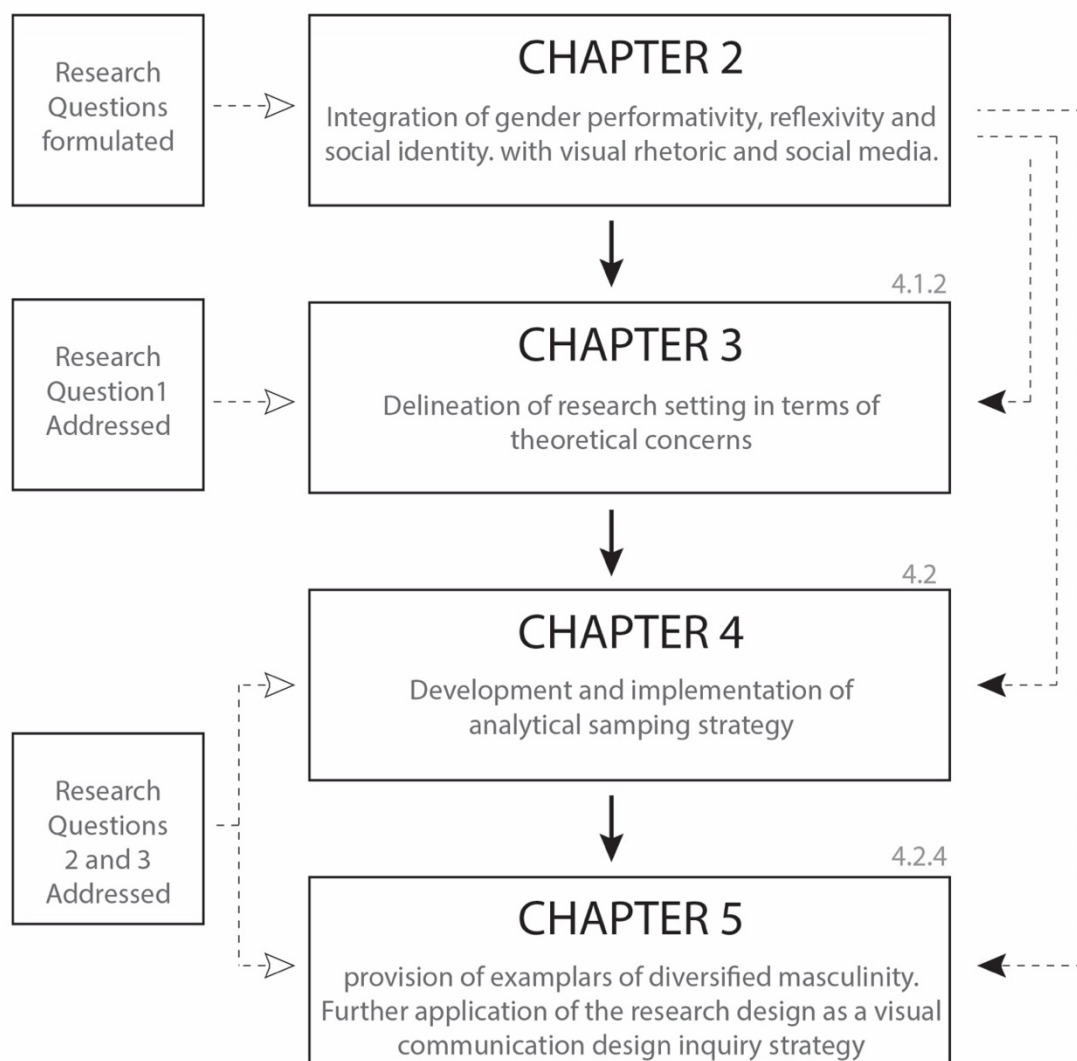 Research
Questions
formulated
CHAPTER 2
Integration of gender performativity, reflexivity and
social identity. with visual rhetoric and social media.
4.1.2
Research
Question1
Addressed
CHAPTER 3
Delineation of research setting in terms of
theoretical concerns
4.2
CHAPTER 4
Development and implementation of
analytical samping strategy
Research
Questions
2 and 3
Addressed
4.2.4
CHAPTER 5
provision of examplars of diversified masculinity.
Further application of the research design as a visual
communication design inquiry strategy